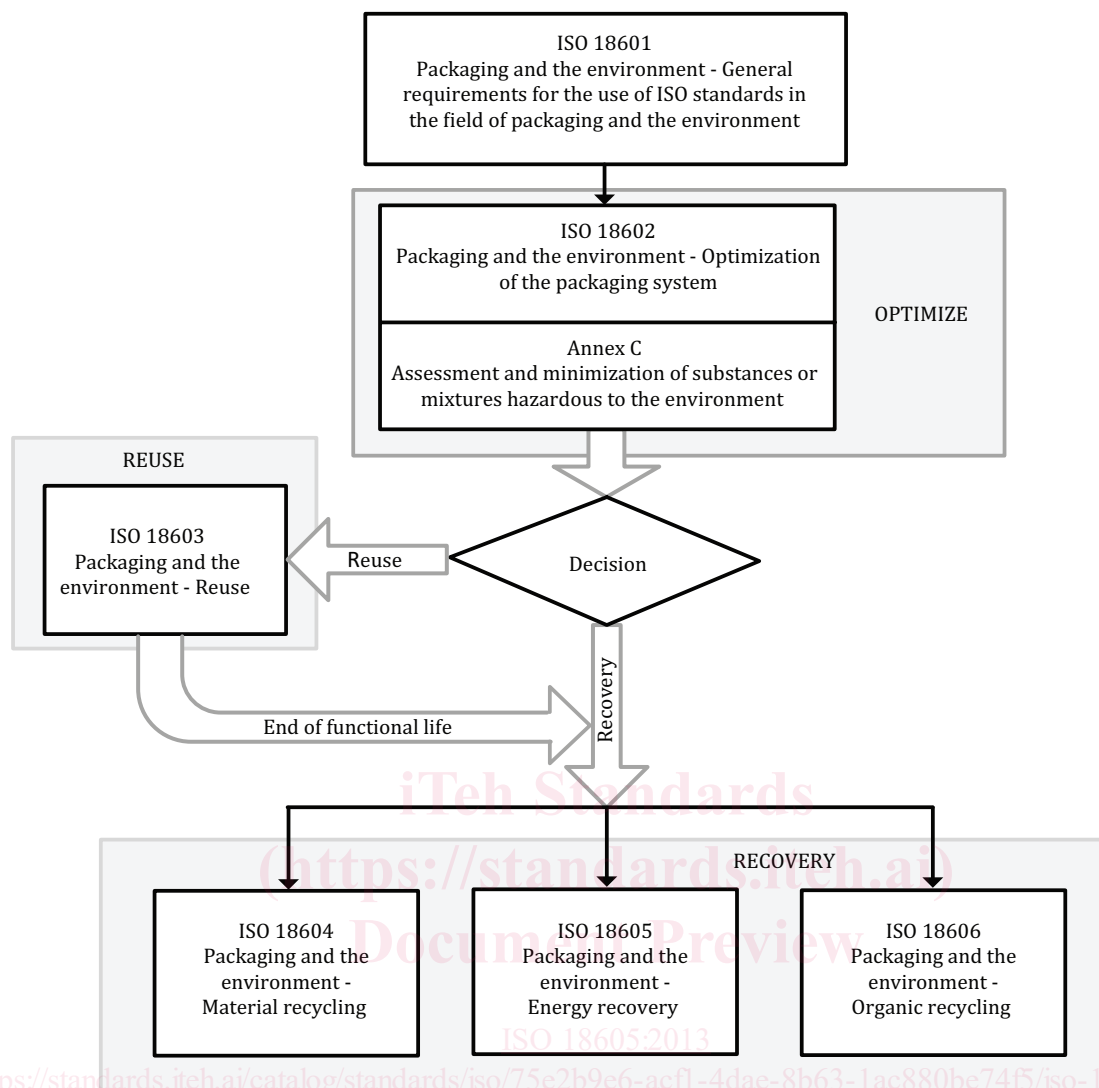 ISO 18601
Packaging and the environment - General
requirements for the use of ISO standards in
the field of packaging and the environment
ISO 18602
Packaging and the environment - Optimization
of the packaging system
OPTIMIZE
Annex C
Assessment and minimization of substances or
mixtures hazardous to the environment
REUSE
ISO 18603
Packaging and the
environment - Reuse
Reuse
Decision
Recovery
End of functional life
iTeh Standards
(https://standards.iteh.ai)
Document Preview
RECOVERY
ISO 18604
Packaging and the
environment -
Material recycling
ISO 18605
Packaging and the
environment -
Energy recovery
ISO 18606
Packaging and the
environment -
Organic recycling
ISO 18605:2013
ps://standards.iteh.ai/catalog/standards/iso/75e2b9e6-acf1-4dae-8b63-1ac880be74f5/iso-1